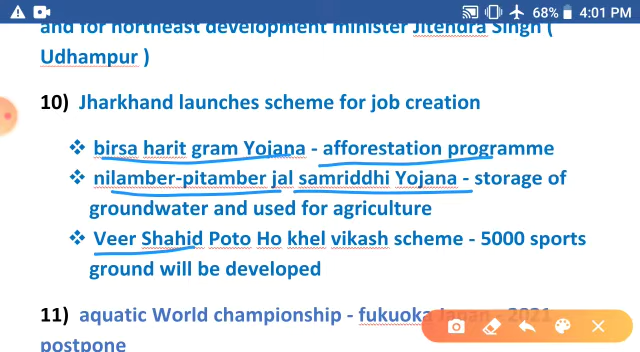 68% 4:01 PM
and for northeast development minister Jitendra Singh (
Udhampur )
10) Jharkhand launches scheme for job creation
❖ birsa harit gram Yojana - afforestation programme
❖ nilamber-pitamber jal samriddhi Yojana - storage of
groundwater and used for agriculture
❖ Veer Shahid Poto Ho khel vikash scheme - 5000 sports
ground will be developed
11) aquatic World championship - fukuoka Japan - 2021
postpone